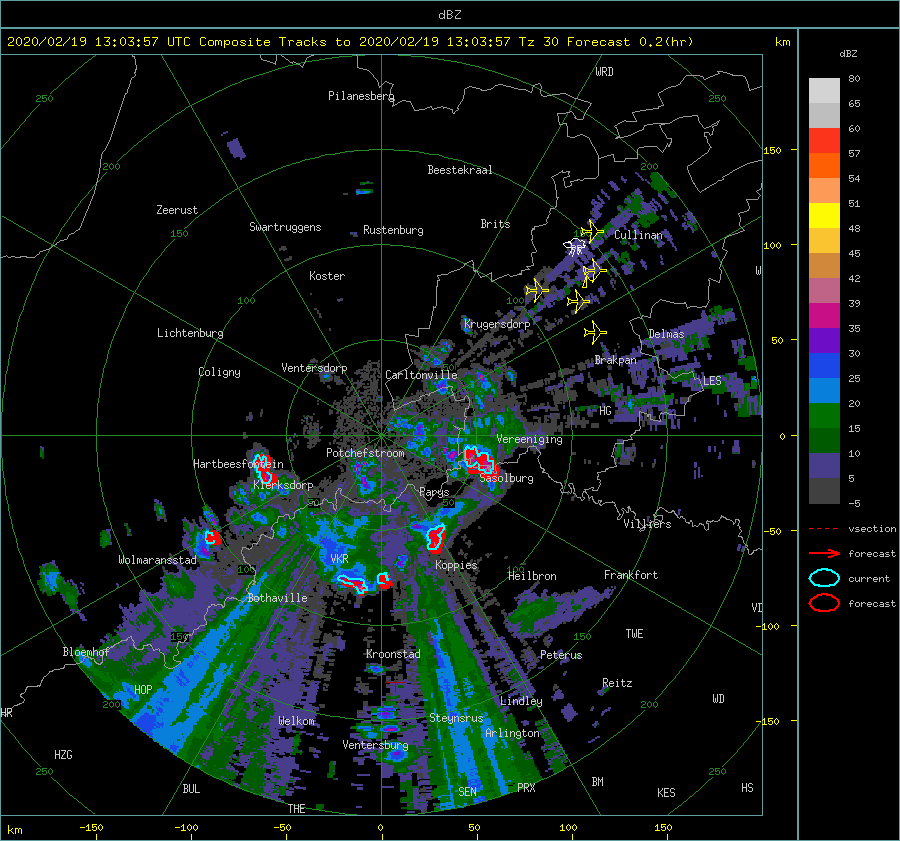 dBZ
2020/02/19 13:03:57 UTC Composite Tracks to 2020/02/19 13:03:57 Tz 30 Forecast 0.2(hr) km
dBZ
WRD
250 Pilanesberg 250
80
65
60
57
54
51
48
45
42
39
35
30
25
20
15
10
5
-5
vsection
forecast
current
forecast
150
200 Beestekraal 200
Zeerust
150 Swartruggens Rustenburg Brits Cullinan
100
Koster
100 100
Lichtenburg Krugersdorp Delmas
50
Coligny Ventersdorp Carltonville Brakpan LES
HG
0
Vereeniging
Potchefstroom
Hartbeesfontein
Klerksdorp Parys Sasolburg
50 50
Villiers
-50
Wolmaransstad VKR Koppies
100 100 Heilbron Frankfort
Bothaville VI
-100
150 150 TWE
Bloemhof Kroonstad Peterus
HOP Reitz
200 Lindley 200 WD
HR Welkom Steynsrus
-150
Arlington
HZG Ventersburg
250 250
BUL SEN PRX BM KES HS
THE
km -150 -100 -50 0 50 100 150